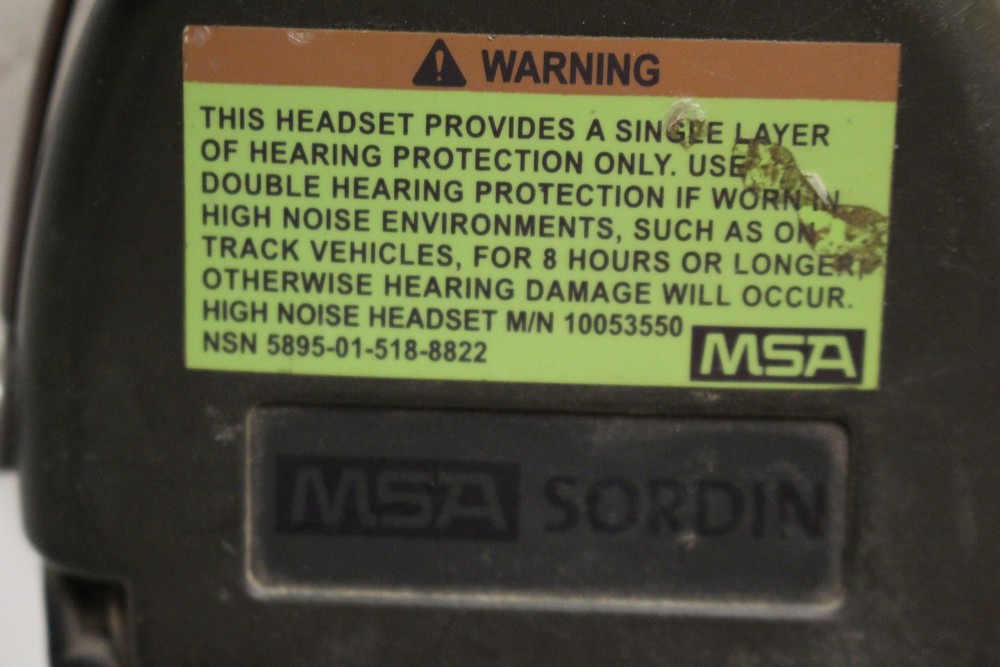 WARNING
THIS HEADSET PROVIDES A SINGLE LAYER
OF HEARING PROTECTION ONLY. USE
DOUBLE HEARING PROTECTION IF WORN IN
HIGH NOISE ENVIRONMENTS, SUCH AS ON
TRACK VEHICLES, FOR 8 HOURS OR LONGER,
OTHERWISE HEARING DAMAGE WILL OCCUR.
HIGH NOISE HEADSET M/N 10053550
NSN 5895-01-518-8822
MSA
MSA SORDIN